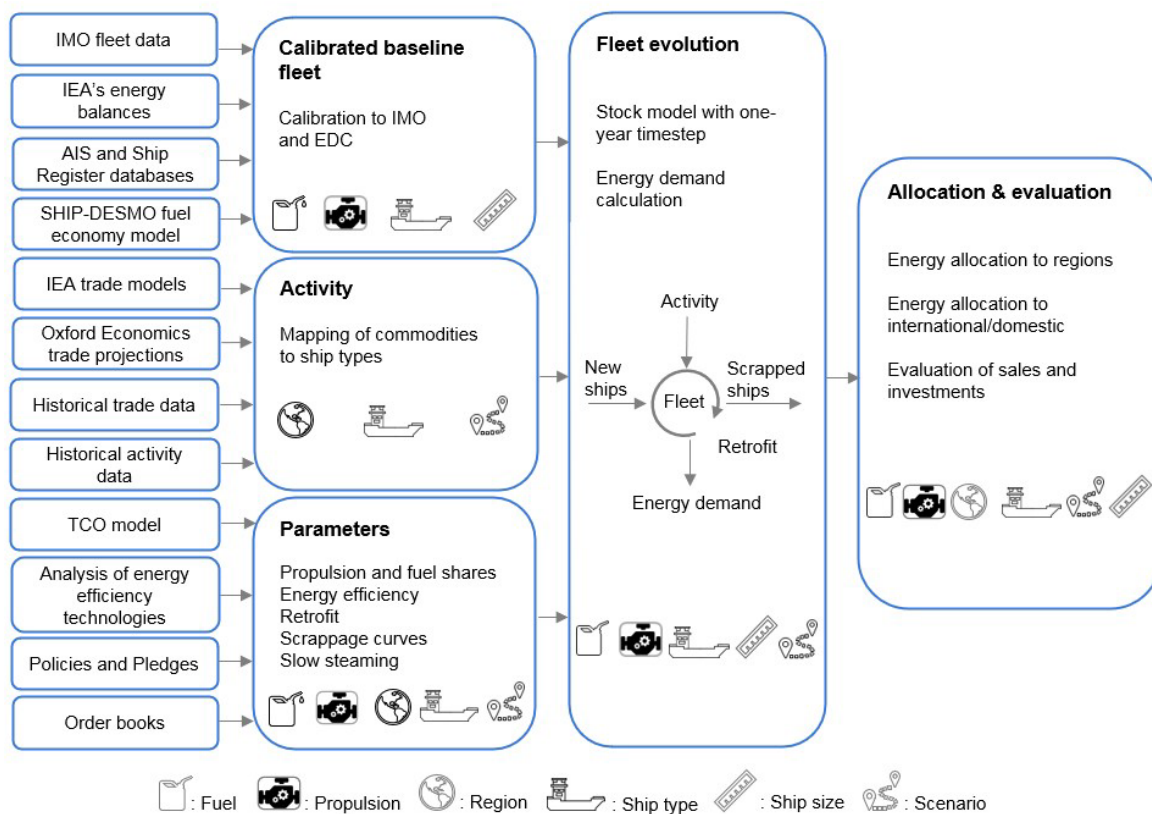 IMO fleet data
IEA's energy
balances
AIS and Ship
Register databases
SHIP-DESMO fuel
economy model
IEA trade models
Oxford Economics
trade projections
Historical trade data
Historical activity
data
TCO model
Analysis of energy
efficiency
technologies
Policies and Pledges
Order books
Calibrated baseline
fleet
Calibration to IMO
and EDC
Activity
Mapping of commodities
to ship types
Parameters
Propulsion and fuel shares
Energy efficiency
Retrofit
Scrappage curves
Slow steaming
Fleet evolution
Stock model with one-
year timestep
Energy demand
calculation
Activity
New
ships
Fleet
Scrapped
ships
Retrofit
Energy demand
Allocation & evaluation
Energy allocation to regions
Energy allocation to
international/domestic
Evaluation of sales and
investments
: Fuel
: Propulsion
: Region
: Ship type
: Ship size
: Scenario